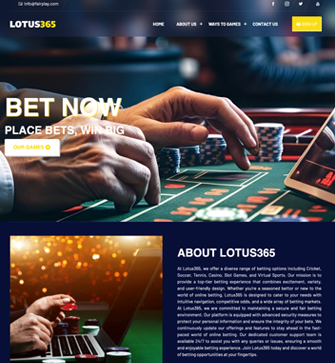 info@fairplay.com
LOTUS365
HOME ABOUT US WAYS TO GAMES CONTACT US SIGN UP
BET NOW
PLACE BETS, WIN BIG
OUR GAMES
ABOUT LOTUS365
At Lotus365, we offer a diverse range of betting options including Cricket,
Soccer, Tennis, Casino, Slot Games, and Virtual Sports. Our mission is to
provide a top-tier betting experience that combines excitement, variety,
and user-friendly design. Whether you're a seasoned bettor or new to the
world of online betting, Lotus365 is designed to cater to your needs with
intuitive navigation, competitive odds, and a wide array of betting markets.
At Lotus365, we are committed to maintaining a secure and fair betting
environment. Our platform is equipped with advanced security measures to
protect your personal information and ensure the integrity of your bets. We
continuously update our offerings and features to stay ahead in the fast-
paced world of online betting. Our dedicated customer support team is
available 24/7 to assist you with any queries or issues, ensuring a smooth
and enjoyable betting experience. Join Lotus365 today and discover a world
of betting opportunities at your fingertips.